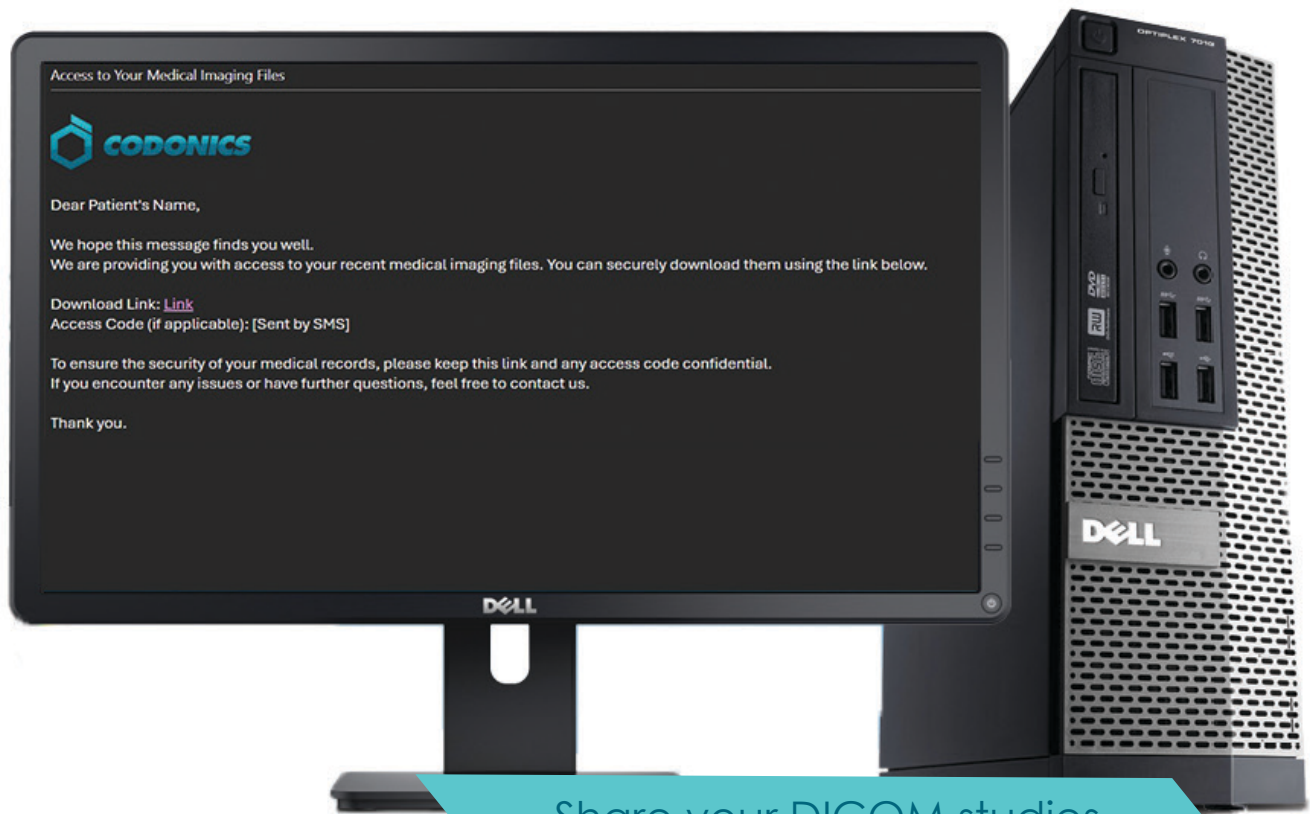 OPTIPLEX 7010
Access to Your Medical Imaging Files
CODONICS
Dear Patient's Name,
We hope this message finds you well.
We are providing you with access to your recent medical imaging files. You can securely download them using the link below.
Download Link: Link
Access Code (if applicable): [Sent by SMS]
To ensure the security of your medical records, please keep this link and any access code confidential.
If you encounter any issues or have further questions, feel free to contact us.
Thank you.
DVD
RW
DELL
DELL
Share your DICOM studies